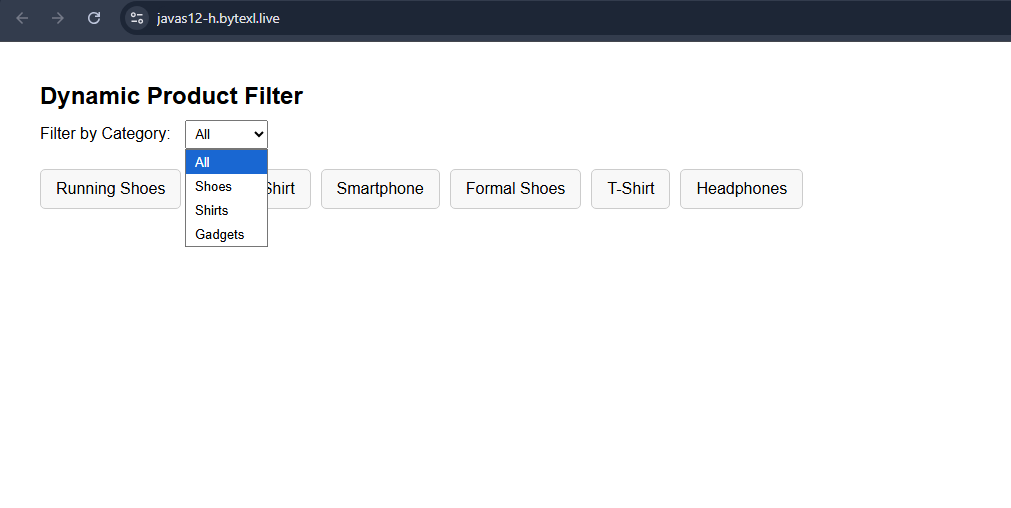 javas12-h.bytexl.live
Dynamic Product Filter
Filter by Category: All
All
Shoes
Shirts
Gadgets
Running Shoes Shirt Smartphone Formal Shoes T-Shirt Headphones